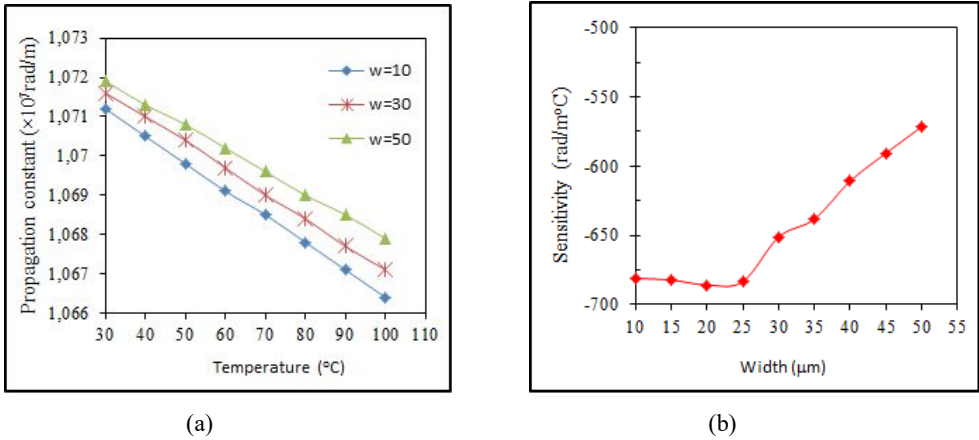 Propagation constant (×10⁷rad/m)
1,073
1,072
1,071
1,07
1,069
1,068
1,067
1,066
w=10
w=30
w=50
30 40 50 60 70 80 90 100 110
Temperature (ºC)
(a)
Sensitivity (rad/mºC)
-500
-550
-600
-650
-700
10 15 20 25 30 35 40 45 50 55
Width (µm)
(b)